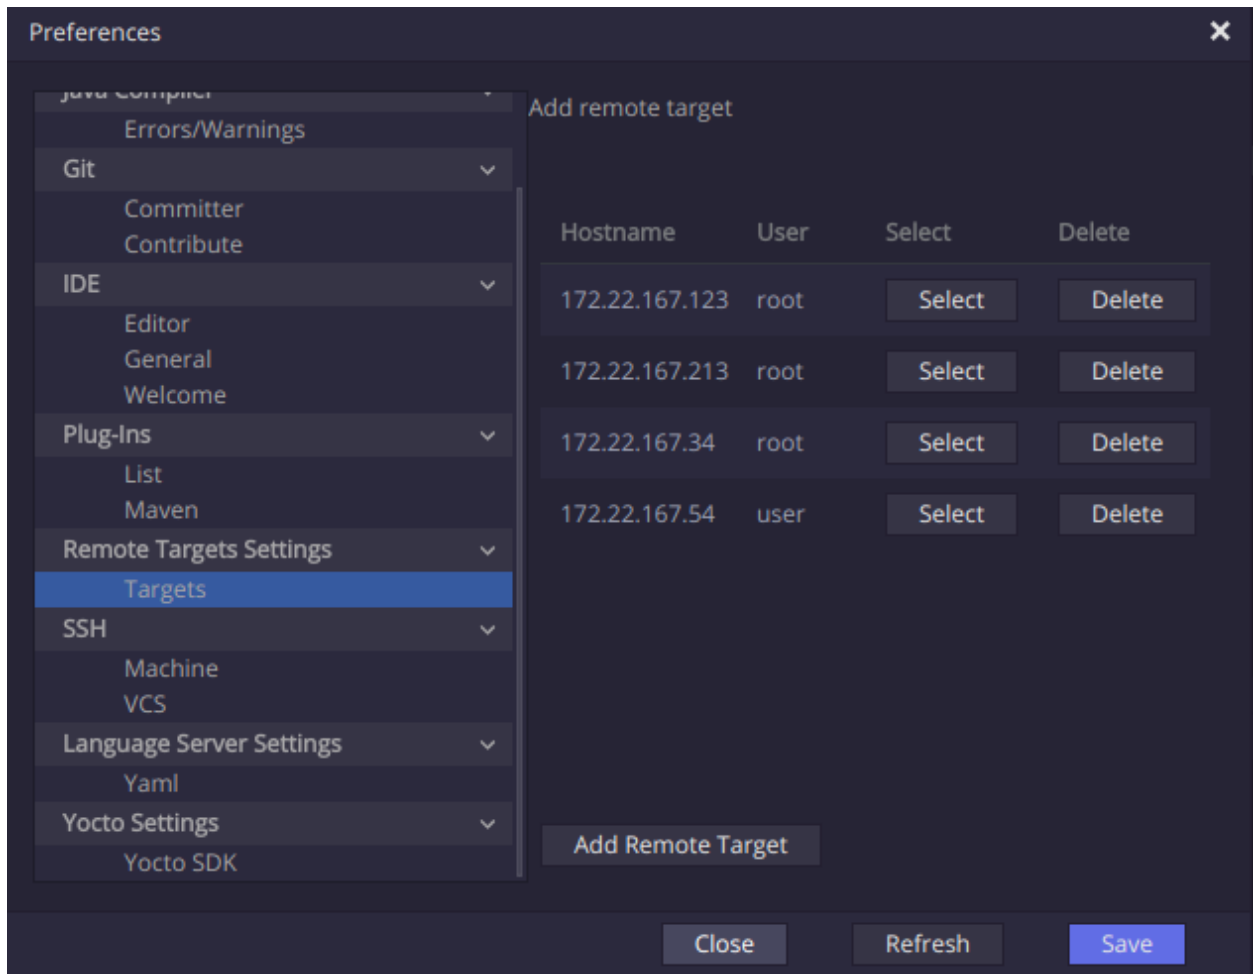 Preferences
Java Compiler
Errors/Warnings
Git
Committer
Contribute
IDE
Editor
General
Welcome
Plug-Ins
List
Maven
Remote Targets Settings
Targets
SSH
Machine
VCS
Language Server Settings
Yaml
Yocto Settings
Yocto SDK
Add remote target
Hostname User Select Delete
172.22.167.123 root Select Delete
172.22.167.213 root Select Delete
172.22.167.34 root Select Delete
172.22.167.54 user Select Delete
Add Remote Target
Close Refresh Save